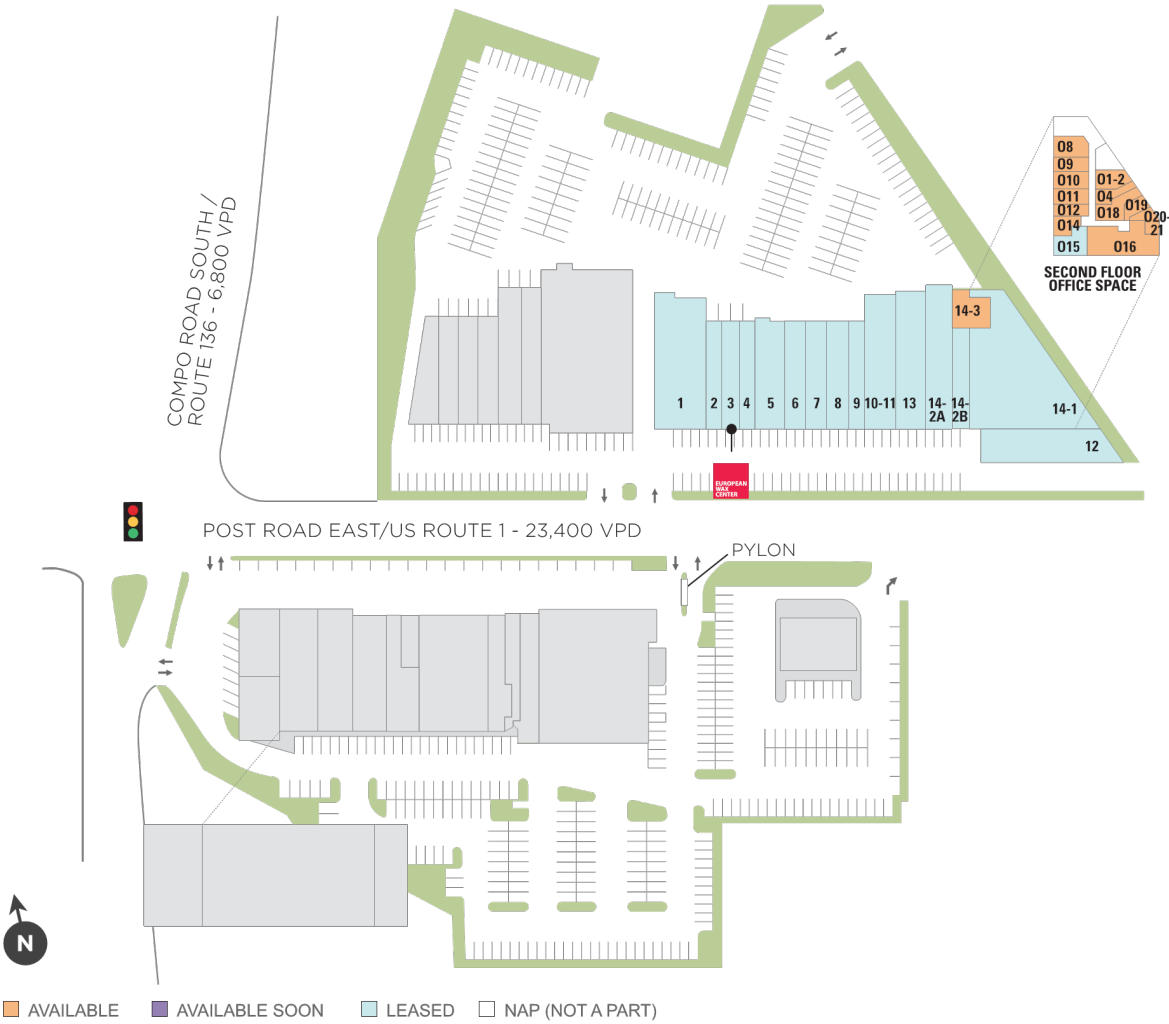 COMPO ROAD SOUTH /
ROUTE 136 - 6,800 VPD
O8
O9
O10
O11
O12
O14
O15
O1-2
O4
O18
O19
O20-
21
O16
SECOND FLOOR
OFFICE SPACE
14-3
1
2
3
4
5
6
7
8
9
10-11
13
14-
2A
14-
2B
14-1
12
EUROPEAN
WAX
CENTER
POST ROAD EAST/US ROUTE 1 - 23,400 VPD
PYLON
N
AVAILABLE
AVAILABLE SOON
LEASED
NAP (NOT A PART)